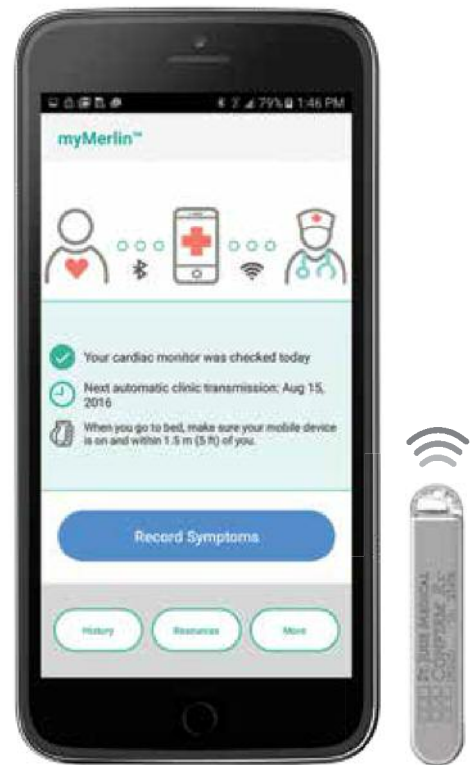 79% 1:46 PM
myMerlin™
Your cardiac monitor was checked today
Next automatic clinic transmission: Aug 15,
2016
When you go to bed, make sure your mobile device
is on and within 1.5 m (5 ft) of you.
Record Symptoms
History
Resources
More
ST. JUDE MEDICAL
CONFIRM Rx